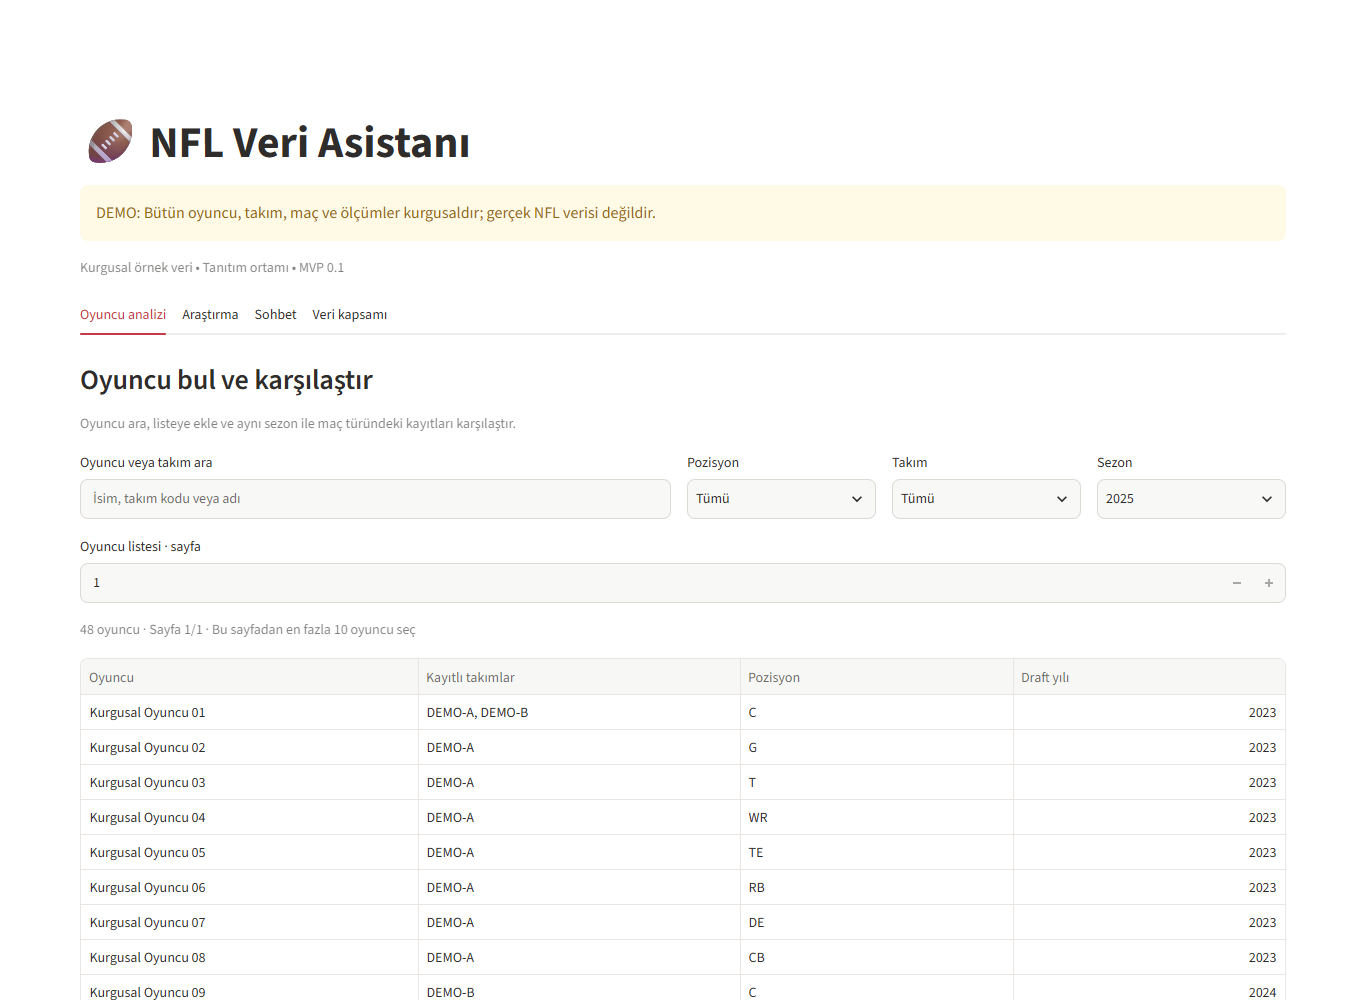 NFL Veri Asistanı
DEMO: Bütün oyuncu, takım, maç ve ölçümler kurgusaldır; gerçek NFL verisi değildir.
Kurgusal örnek veri • Tanıtım ortamı • MVP 0.1
Oyuncu analizi Araştırma Sohbet Veri kapsamı
Oyuncu bul ve karşılaştır
Oyuncu ara, listeye ekle ve aynı sezon ile maç türündeki kayıtları karşılaştır.
Oyuncu veya takım ara Pozisyon Takım Sezon
İsim, takım kodu veya adı Tümü Tümü 2025
Oyuncu listesi · sayfa
1
48 oyuncu · Sayfa 1/1 · Bu sayfadan en fazla 10 oyuncu seç
Oyuncu Kayıtlı takımlar Pozisyon Draft yılı
Kurgusal Oyuncu 01 DEMO-A, DEMO-B C 2023
Kurgusal Oyuncu 02 DEMO-A G 2023
Kurgusal Oyuncu 03 DEMO-A T 2023
Kurgusal Oyuncu 04 DEMO-A WR 2023
Kurgusal Oyuncu 05 DEMO-A TE 2023
Kurgusal Oyuncu 06 DEMO-A RB 2023
Kurgusal Oyuncu 07 DEMO-A DE 2023
Kurgusal Oyuncu 08 DEMO-A CB 2023
Kurgusal Oyuncu 09 DEMO-B C 2024